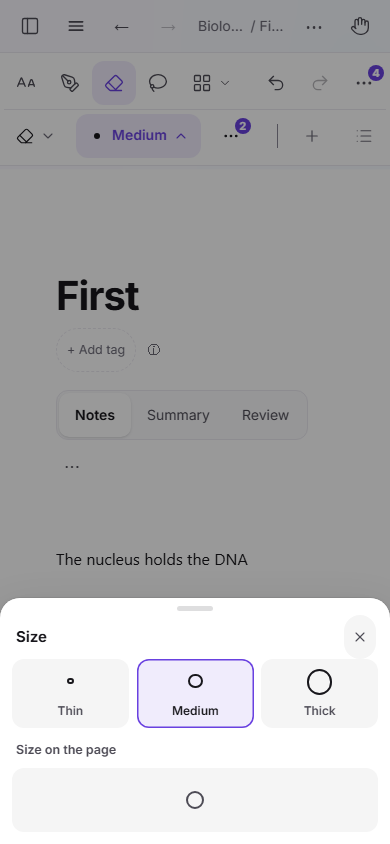 Biolo... / Fi... ...
AA ... 4
Medium ... 2
First
+ Add tag
Notes Summary Review
...
The nucleus holds the DNA
Size
Thin Medium Thick
Size on the page